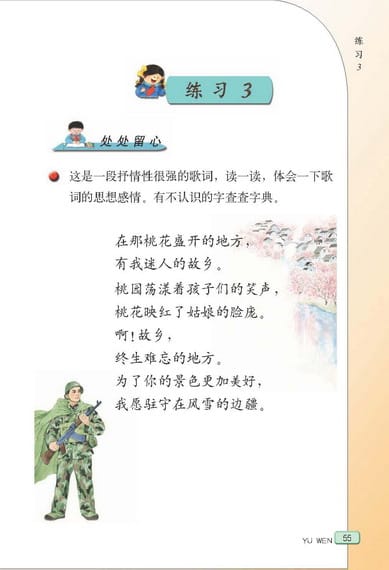 练习3
练习 3
处处留心
这是一段抒情性很强的歌词，读一读，体会一下歌
词的思想感情。有不认识的字查查字典。
在那桃花盛开的地方，
有我迷人的故乡。
桃园荡漾着孩子们的笑声，
桃花映红了姑娘的脸庞。
啊！故乡，
终生难忘的地方。
为了你的景色更加美好，
我愿驻守在风雪的边疆。
YU WEN 55